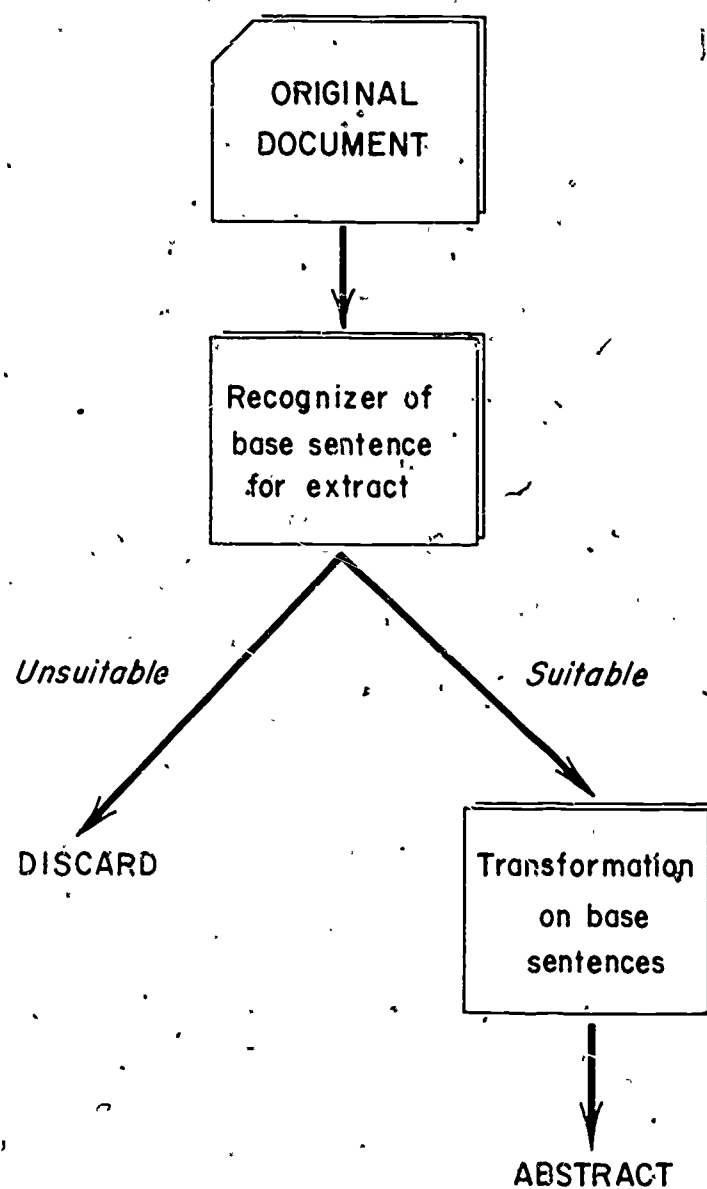 ORIGINAL
DOCUMENT
Recognizer of
base sentence
for extract
Unsuitable
Suitable
DISCARD
Transformation
on base
sentences
ABSTRACT